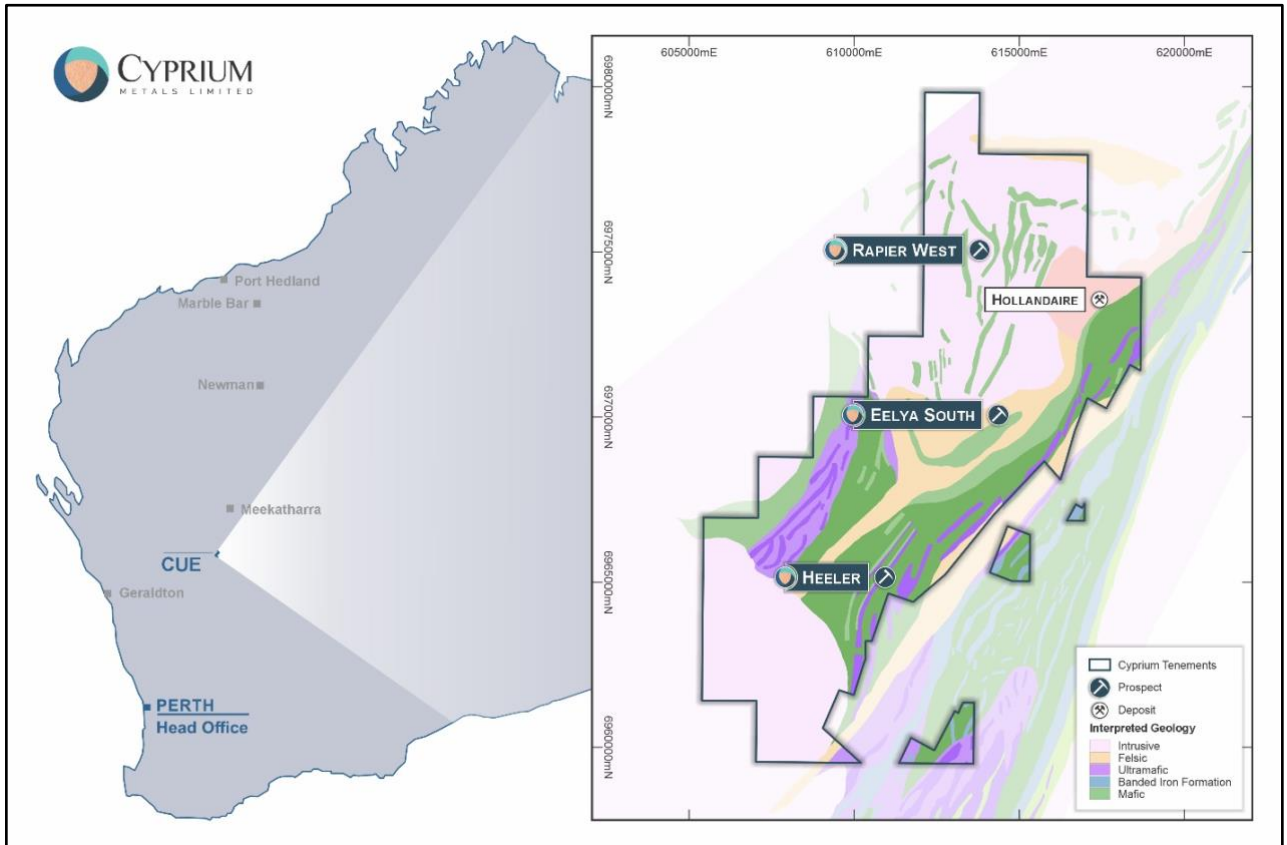 CYPRIUM
METALS LIMITED
Port Hedland
Marble Bar
Newman
Meekatharra
CUE
Geraldton
PERTH
Head Office
605000mE
610000mE
615000mE
620000mE
6980000mN
6975000mN
6970000mN
6965000mN
6960000mN
RAPIER WEST
HOLLANDAIRE
EELYA SOUTH
HEELER
Cyprium Tenements
Prospect
Deposit
Interpreted Geology
Intrusive
Felsic
Ultramafic
Banded Iron Formation
Mafic